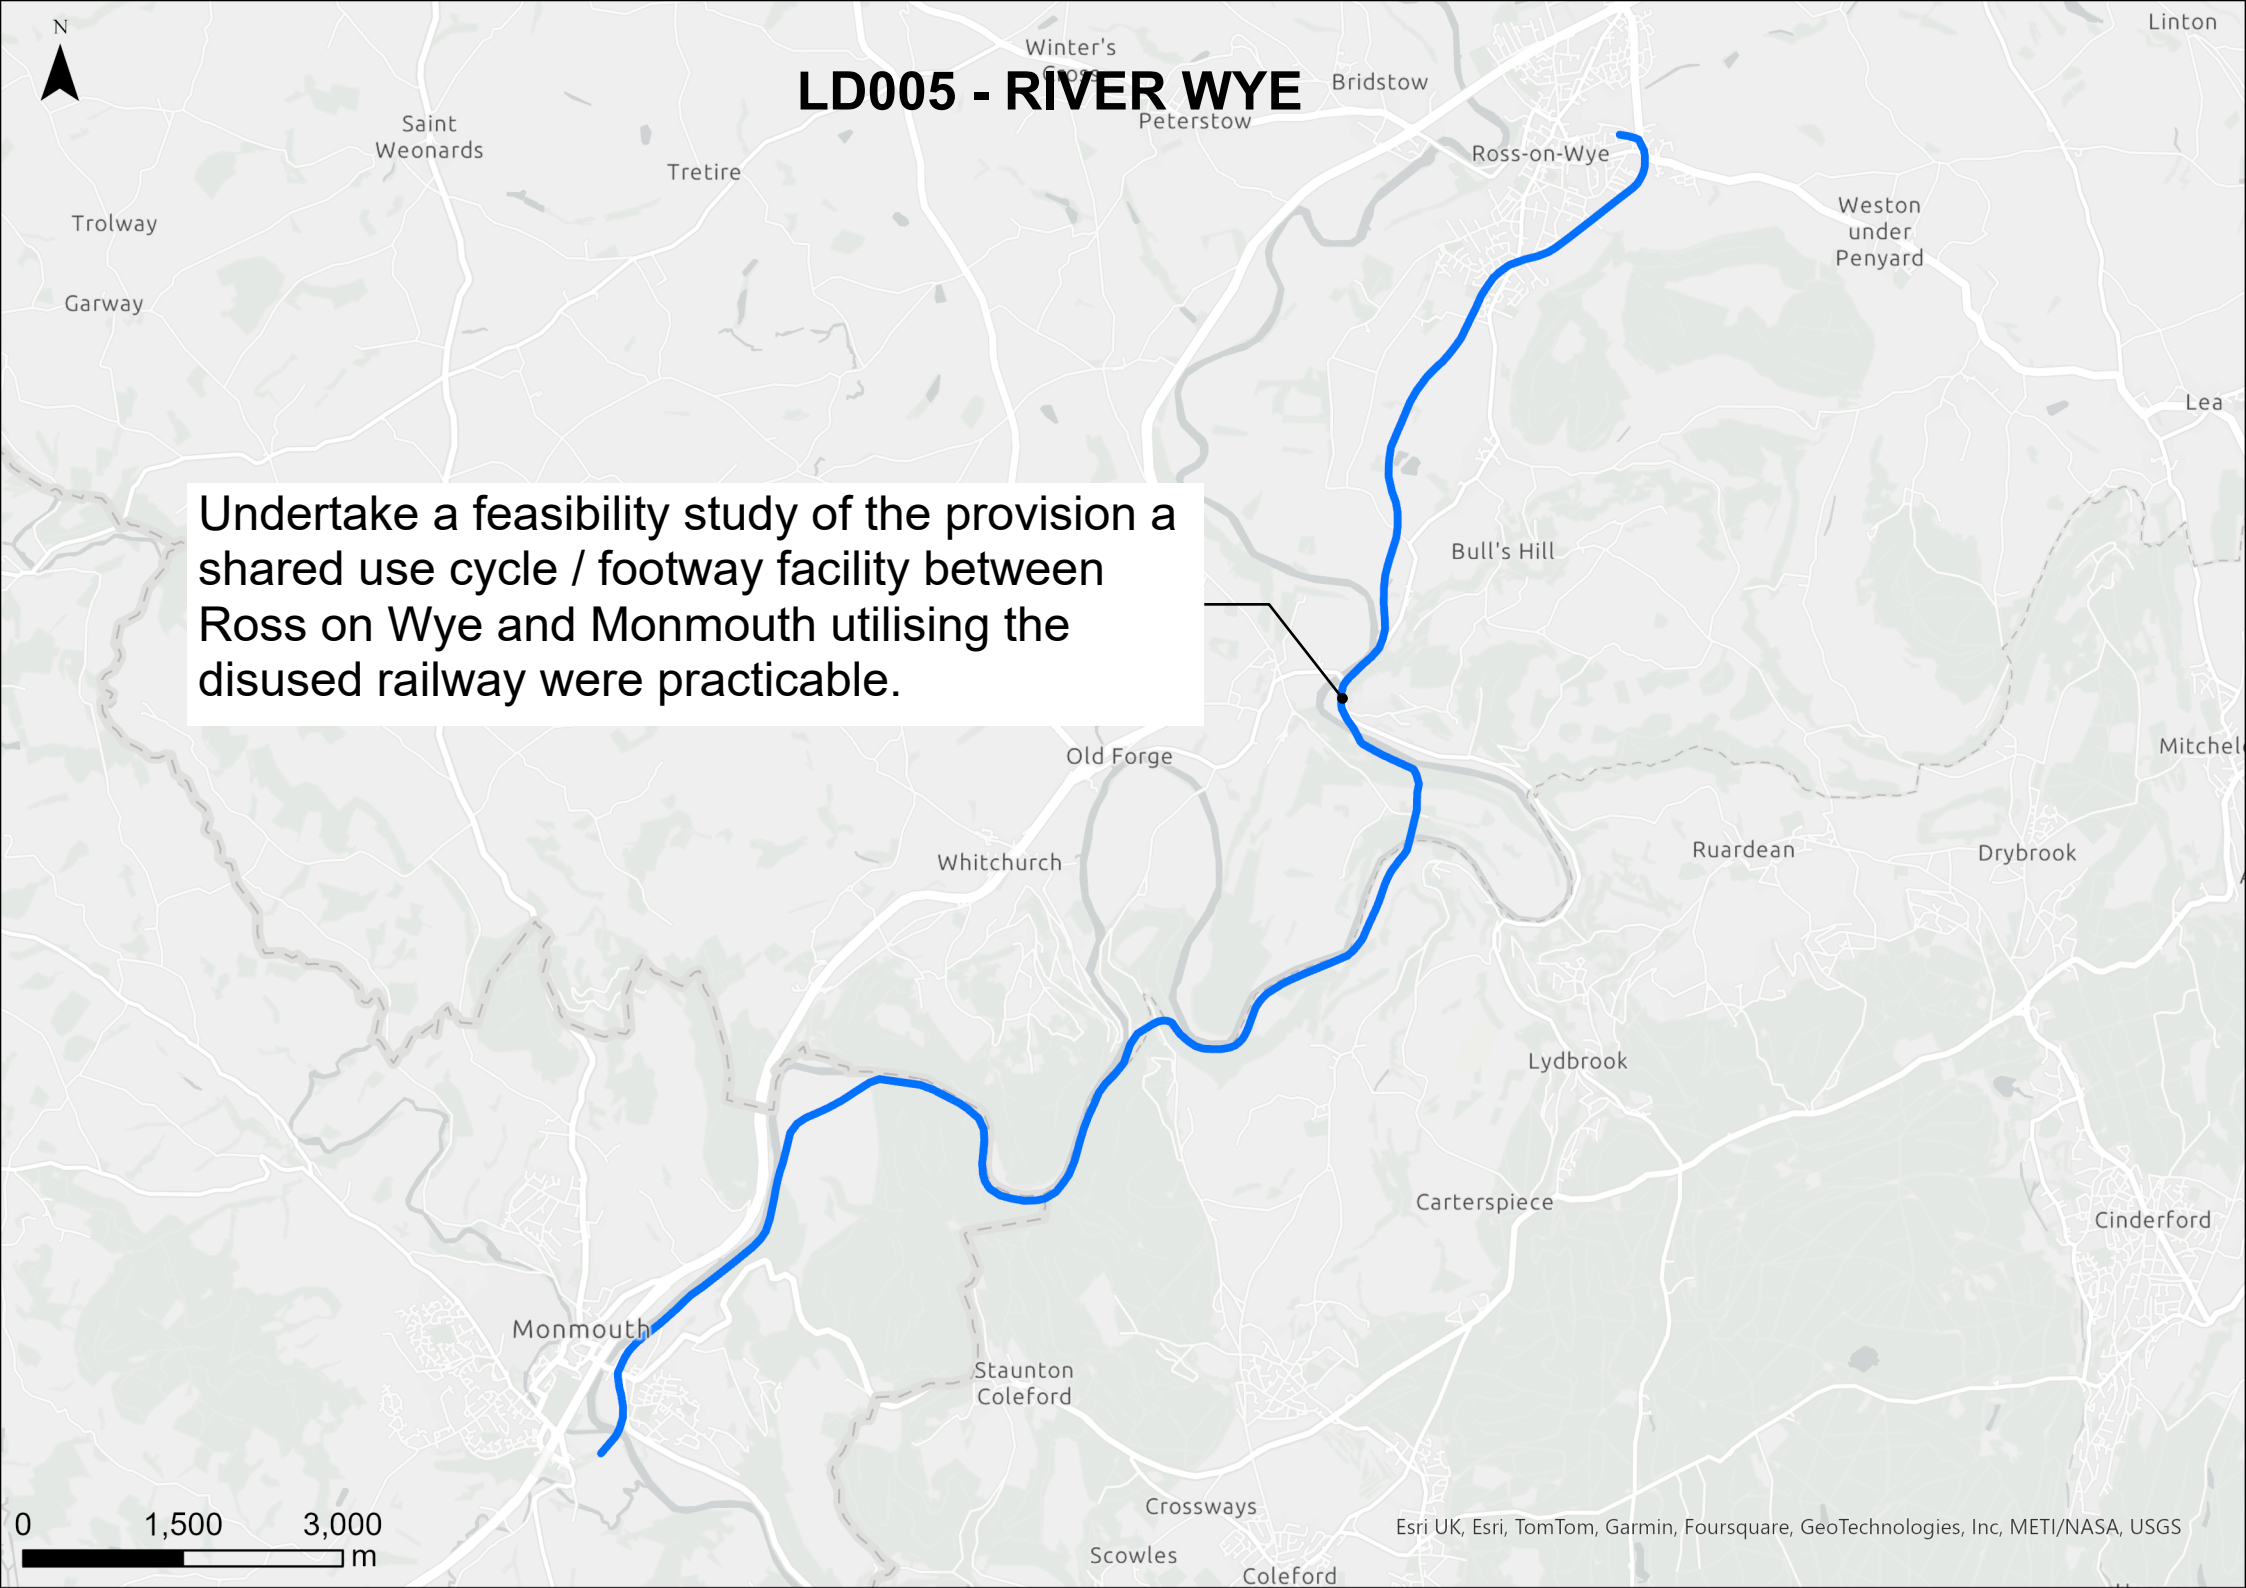 N
Linton
Winter's
Cross
LD005 - RIVER WYE
Bridstow
Peterstow
Saint
Weonards
Tretire
Ross-on-Wye
Trolway
Weston
under
Penyard
Garway
Lea
Undertake a feasibility study of the provision a
shared use cycle / footway facility between
Ross on Wye and Monmouth utilising the
disused railway were practicable.
Bull's Hill
Old Forge
Mitchel
Whitchurch
Ruardean
Drybrook
Lydbrook
Carterspiece
Cinderford
Monmouth
Staunton
Coleford
Crossways
Scowles
Coleford
0 1,500 3,000
m
Esri UK, Esri, TomTom, Garmin, Foursquare, GeoTechnologies, Inc, METI/NASA, USGS